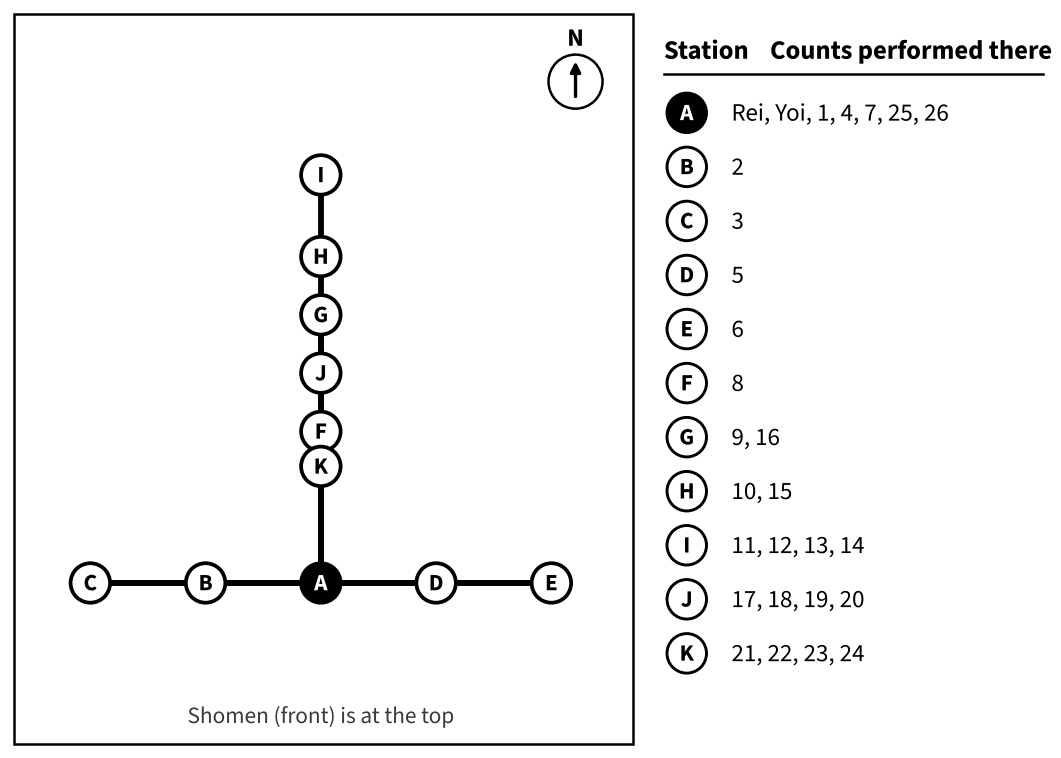 N
I
H
G
J
F
K
C B A D E
Shomen (front) is at the top
Station Counts performed there
A Rei, Yoi, 1, 4, 7, 25, 26
B 2
C 3
D 5
E 6
F 8
G 9, 16
H 10, 15
I 11, 12, 13, 14
J 17, 18, 19, 20
K 21, 22, 23, 24